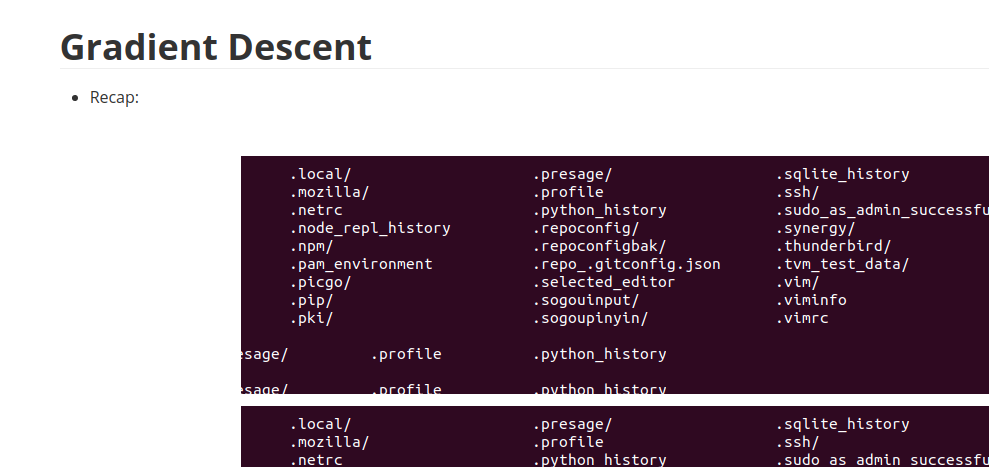 Gradient Descent
Recap:
.local/ .presage/ .sqlite_history
.mozilla/ .profile .ssh/
.netrc .python_history .sudo_as_admin_successfu
.node_repl_history .repoconfig/ .synergy/
.npm/ .repoconfigbak/ .thunderbird/
.pam_environment .repo_.gitconfig.json .tvm_test_data/
.picgo/ .selected_editor .vim/
.pip/ .sogouinput/ .viminfo
.pki/ .sogoupinyin/ .vimrc
esage/ .profile .python_history
esage/ .profile .python_history
.local/ .presage/ .sqlite_history
.mozilla/ .profile .ssh/
.netrc .python_history .sudo_as_admin_successfu